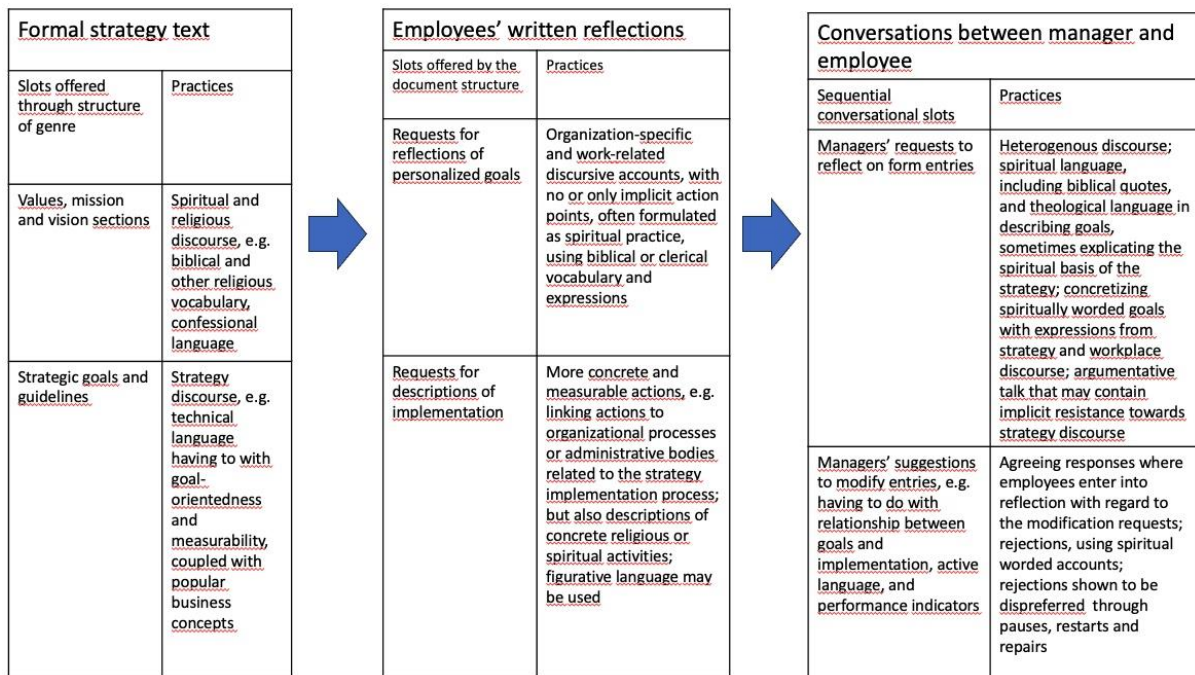 Formal strategy text
Slots offered
through structure
of genre
Practices
Values, mission
and vision sections
Spiritual and
religious
discourse, e.g.
biblical and
other religious
vocabulary,
confessional
language
Strategic goals and
guidelines
Strategy
discourse, e.g.
technical
language
having to with
goal-
orientedness
and
measurability,
coupled with
popular
business
concepts
Employees' written reflections
Slots offered by the
document structure
Practices
Requests for
reflections of
personalized goals
Organization-specific
and work-related
discursive accounts, with
no or only implicit action
points, often formulated
as spiritual practice,
using biblical or clerical
vocabulary and
expressions
Requests for
descriptions of
implementation
More concrete and
measurable actions, e.g.
linking actions to
organizational processes
or administrative bodies
related to the strategy
implementation process;
but also descriptions of
concrete religious or
spiritual activities;
figurative language may
be used
Conversations between manager and
employee
Sequential
conversational slots
Practices
Managers' requests to
reflect on form entries
Heterogenous discourse;
spiritual language,
including biblical quotes,
and theological language in
describing goals,
sometimes explicating the
spiritual basis of the
strategy; concretizing
spiritually worded goals
with expressions from
strategy and workplace
discourse; argumentative
talk that may contain
implicit resistance towards
strategy discourse
Managers' suggestions
to modify entries, e.g.
having to do with
relationship between
goals and
implementation, active
language, and
performance indicators
Agreeing responses where
employees enter into
reflection with regard to
the modification requests;
rejections, using spiritual
worded accounts;
rejections shown to be
dispreferred through
pauses, restarts and
repairs